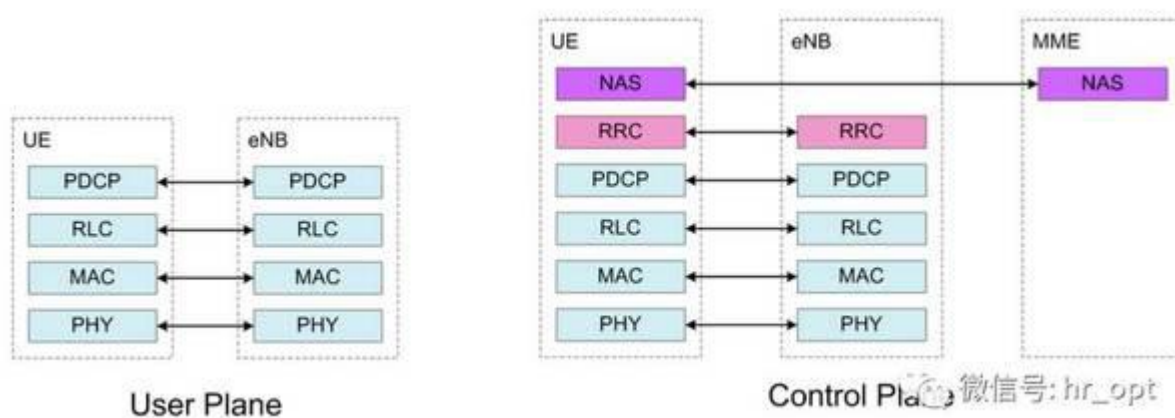 UE
eNB
PDCP
PDCP
RLC
RLC
MAC
MAC
PHY
PHY
User Plane
UE
eNB
MME
NAS
NAS
RRC
RRC
PDCP
PDCP
RLC
RLC
MAC
MAC
PHY
PHY
Control Plane
微信号: hr_opt